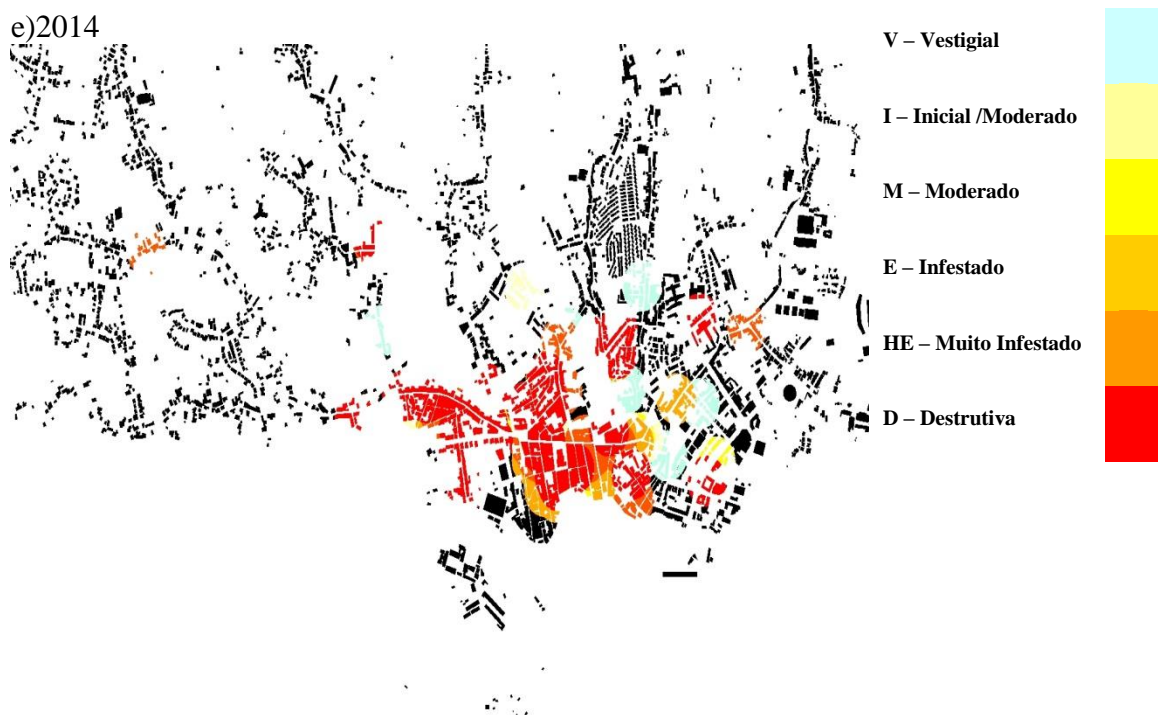 e)2014
V – Vestigial
I – Inicial /Moderado
M – Moderado
E – Infestado
HE – Muito Infestado
D – Destrutiva